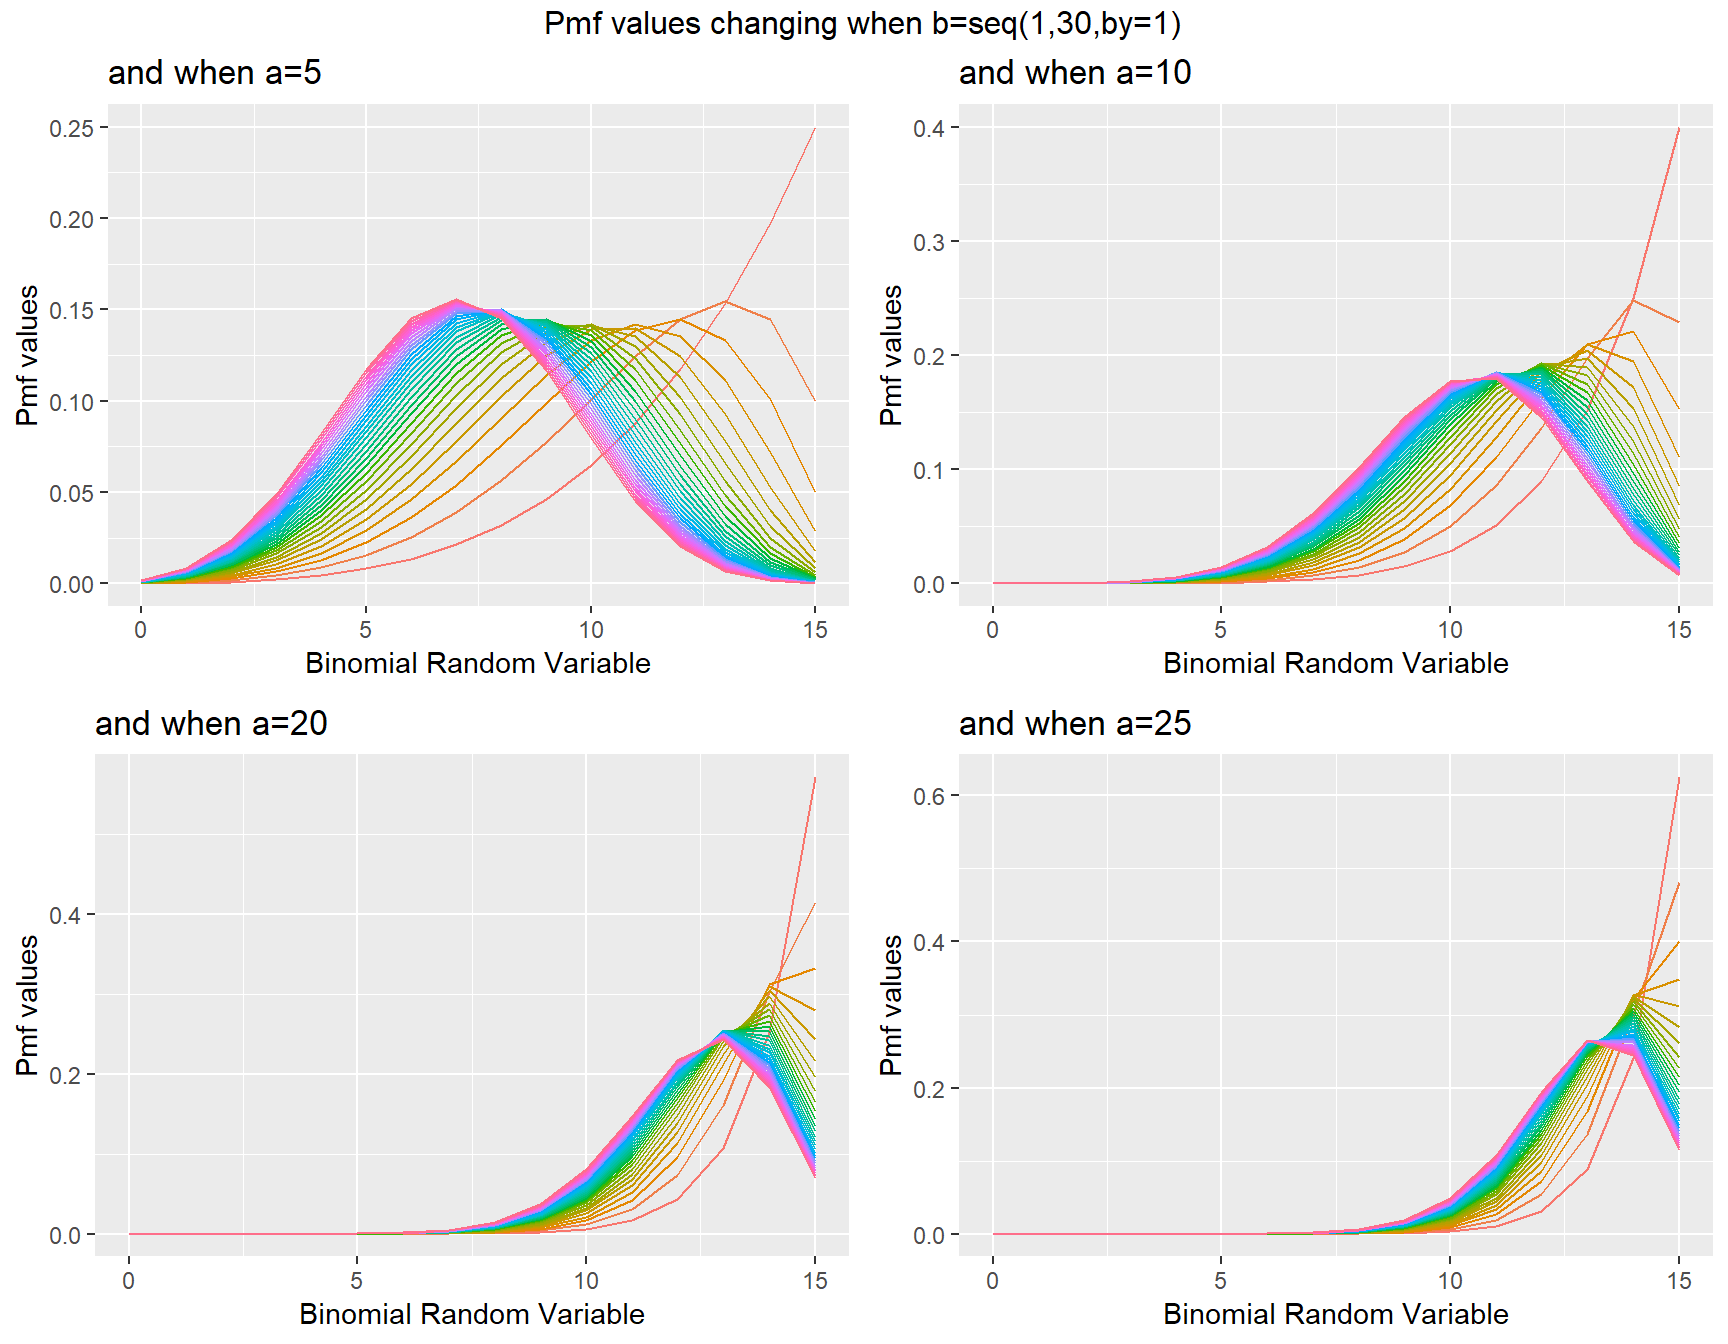 Pmf values changing when b=seq(1,30,by=1)
and when a=5
Pmf values
0.25
0.20
0.15
0.10
0.05
0.00
0 5 10 15
Binomial Random Variable
and when a=10
Pmf values
0.4
0.3
0.2
0.1
0.0
0 5 10 15
Binomial Random Variable
and when a=20
Pmf values
0.4
0.2
0.0
0 5 10 15
Binomial Random Variable
and when a=25
Pmf values
0.6
0.4
0.2
0.0
0 5 10 15
Binomial Random Variable